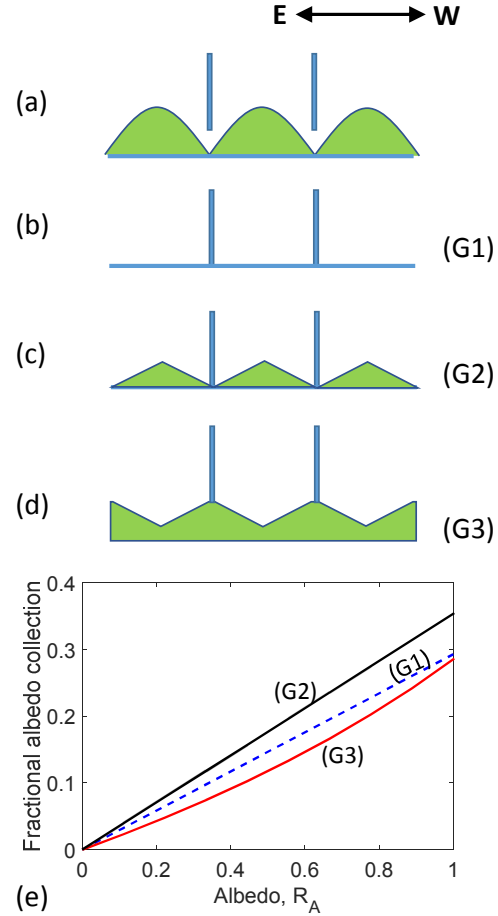 E W
(a)
(b) (G1)
(c) (G2)
(d) (G3)
Fractional albedo collection
0.4
0.3
0.2
0.1
0
(G2)
(G1)
(G3)
0 0.2 0.4 0.6 0.8 1
Albedo, R_A
(e)